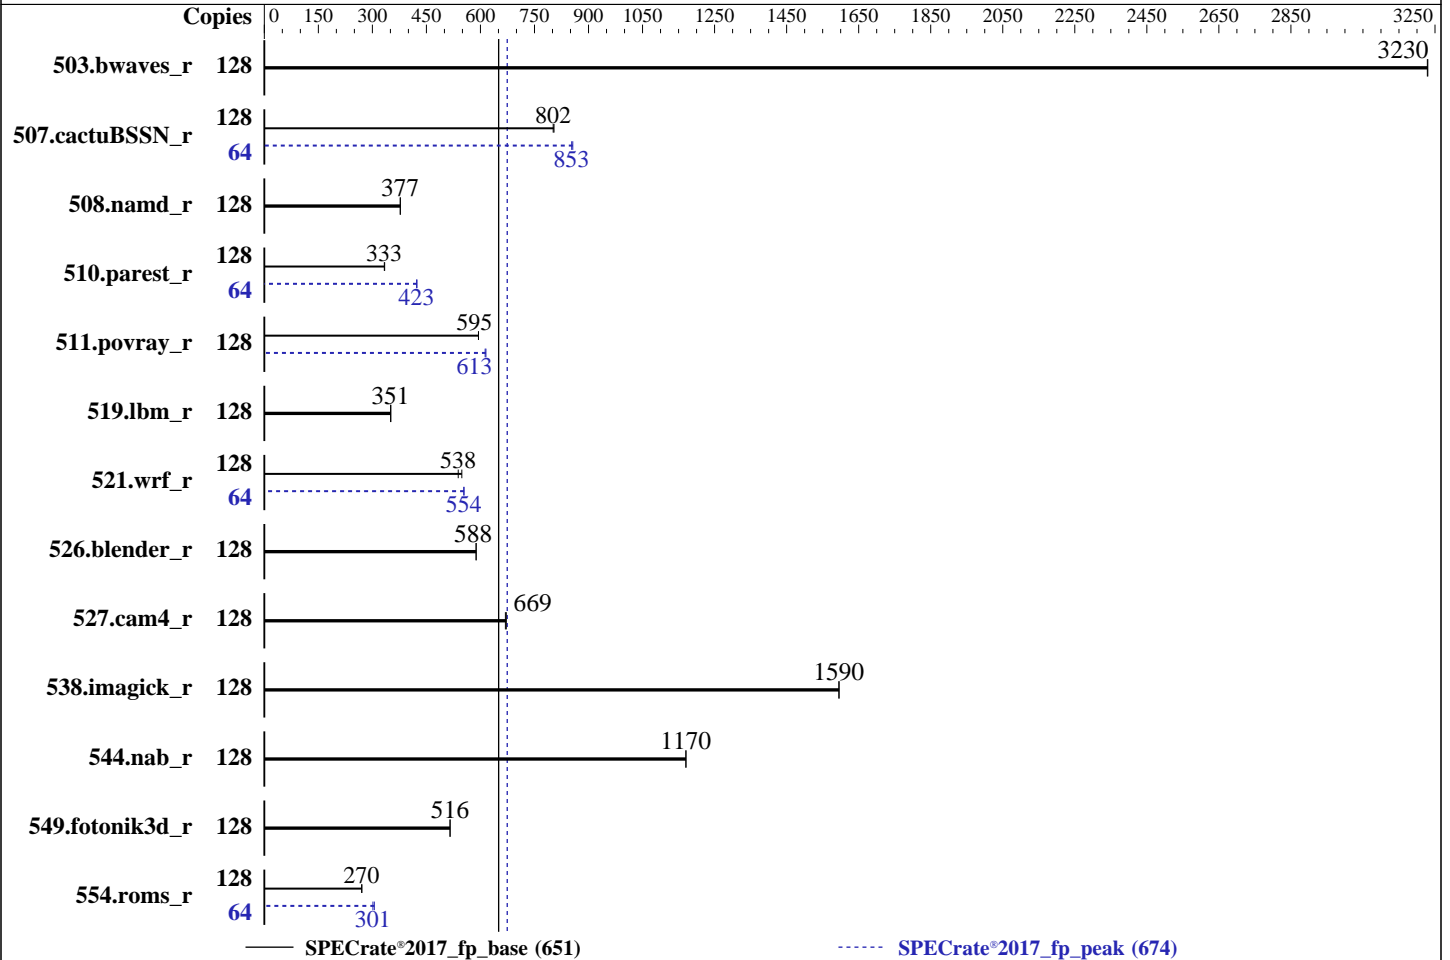 Copies 0 150 300 450 600 750 900 1050 1250 1450 1650 1850 2050 2250 2450 2650 2850 3250
503.bwaves_r 128 3230
507.cactuBSSN_r 128 802
64 853
508.namd_r 128 377
510.parest_r 128 333
64 423
511.povray_r 128 595
613
519.lbm_r 128 351
521.wrf_r 128 538
64 554
526.blender_r 128 588
527.cam4_r 128 669
538.imagick_r 128 1590
544.nab_r 128 1170
549.fotonik3d_r 128 516
554.roms_r 128 270
64 301
SPECrate®2017_fp_base (651) SPECrate®2017_fp_peak (674)